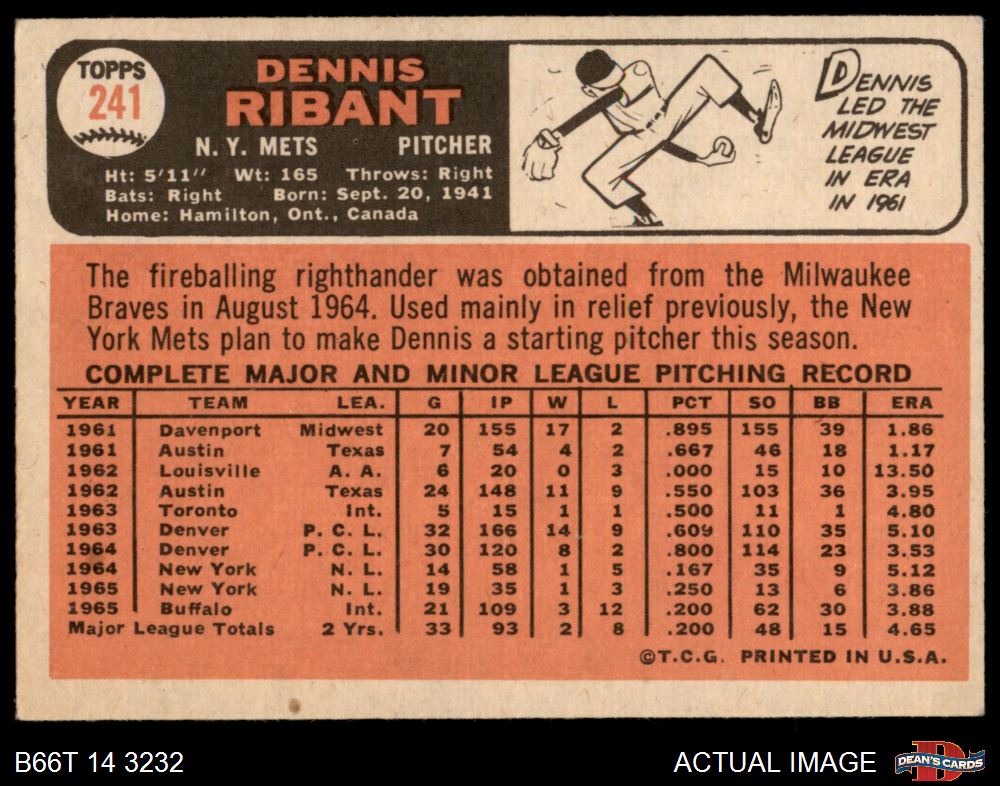 TOPPS
241
DENNIS
RIBANT
N. Y. METS PITCHER
Ht: 5'11" Wt: 165 Throws: Right
Bats: Right Born: Sept. 20, 1941
Home: Hamilton, Ont., Canada
DENNIS
LED THE
MIDWEST
LEAGUE
IN ERA
IN 1961
The fireballing righthander was obtained from the Milwaukee
Braves in August 1964. Used mainly in relief previously, the New
York Mets plan to make Dennis a starting pitcher this season.
COMPLETE MAJOR AND MINOR LEAGUE PITCHING RECORD
YEAR TEAM LEA. G IP W L PCT SO BB ERA
1961 Davenport Midwest 20 155 17 2 .895 155 39 1.86
1961 Austin Texas 7 54 4 2 .667 46 18 1.17
1962 Louisville A. A. 6 20 0 3 .000 15 10 13.50
1962 Austin Texas 24 148 11 9 .550 103 36 3.95
1963 Toronto Int. 5 15 1 1 .500 11 1 4.80
1963 Denver P. C. L. 32 166 14 9 .609 110 35 5.10
1964 Denver P. C. L. 30 120 8 2 .800 114 23 3.53
1964 New York N. L. 14 58 1 5 .167 35 9 5.12
1965 New York N. L. 19 35 1 3 .250 13 6 3.86
1965 Buffalo Int. 21 109 3 12 .200 62 30 3.88
Major League Totals 2 Yrs. 33 93 2 8 .200 48 15 4.65
©T.C.G. PRINTED IN U.S.A.
B66T 14 3232 ACTUAL IMAGE DEAN'S CARDS